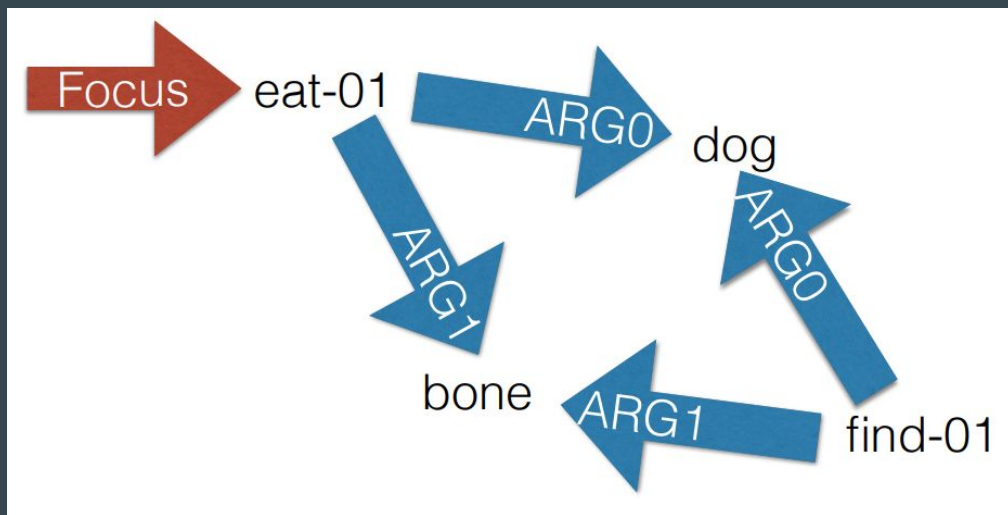 Focus
eat-01
ARG0
dog
ARG1
ARG0
bone
ARG1
find-01